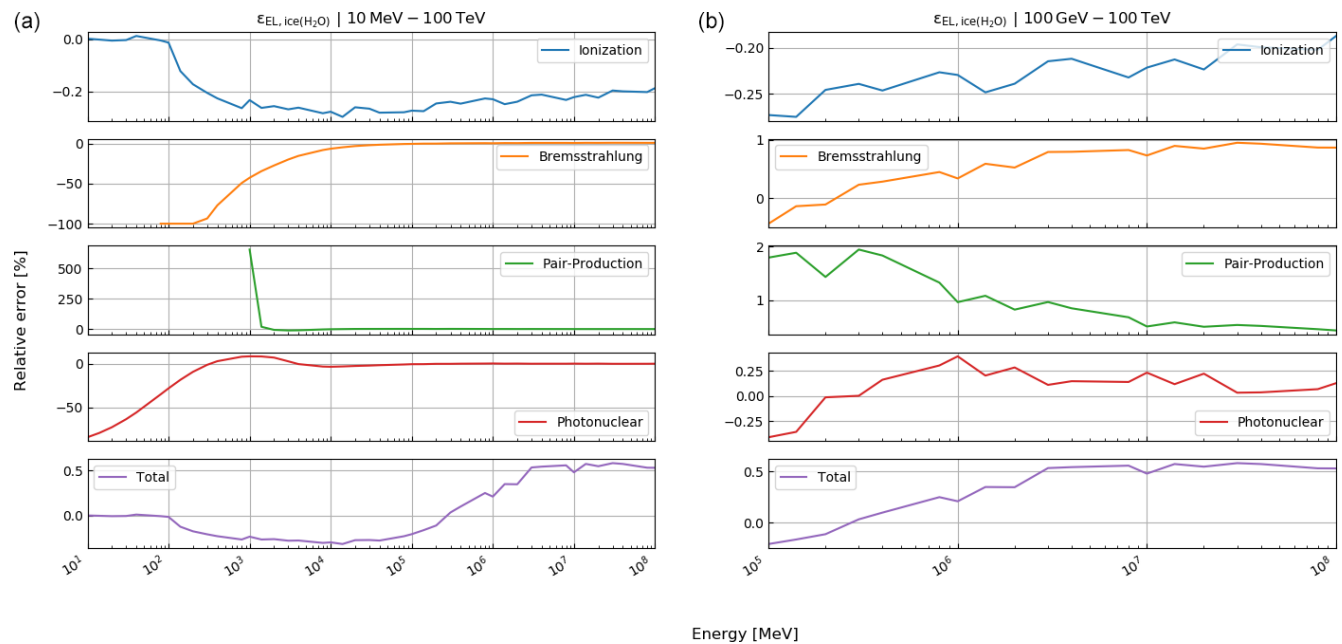 (a)
ε_EL, ice(H₂O) | 10 MeV − 100 TeV
0.0
−0.2
Ionization
0
−50
−100
Bremsstrahlung
500
250
0
Pair-Production
0
−50
Photonuclear
0.5
0.0
Total
10¹
10²
10³
10⁴
10⁵
10⁶
10⁷
10⁸
(b)
ε_EL, ice(H₂O) | 100 GeV − 100 TeV
−0.20
−0.25
Ionization
1
0
Bremsstrahlung
2
1
Pair-Production
0.25
0.00
−0.25
Photonuclear
0.5
0.0
Total
10⁵
10⁶
10⁷
10⁸
Relative error [%]
Energy [MeV]